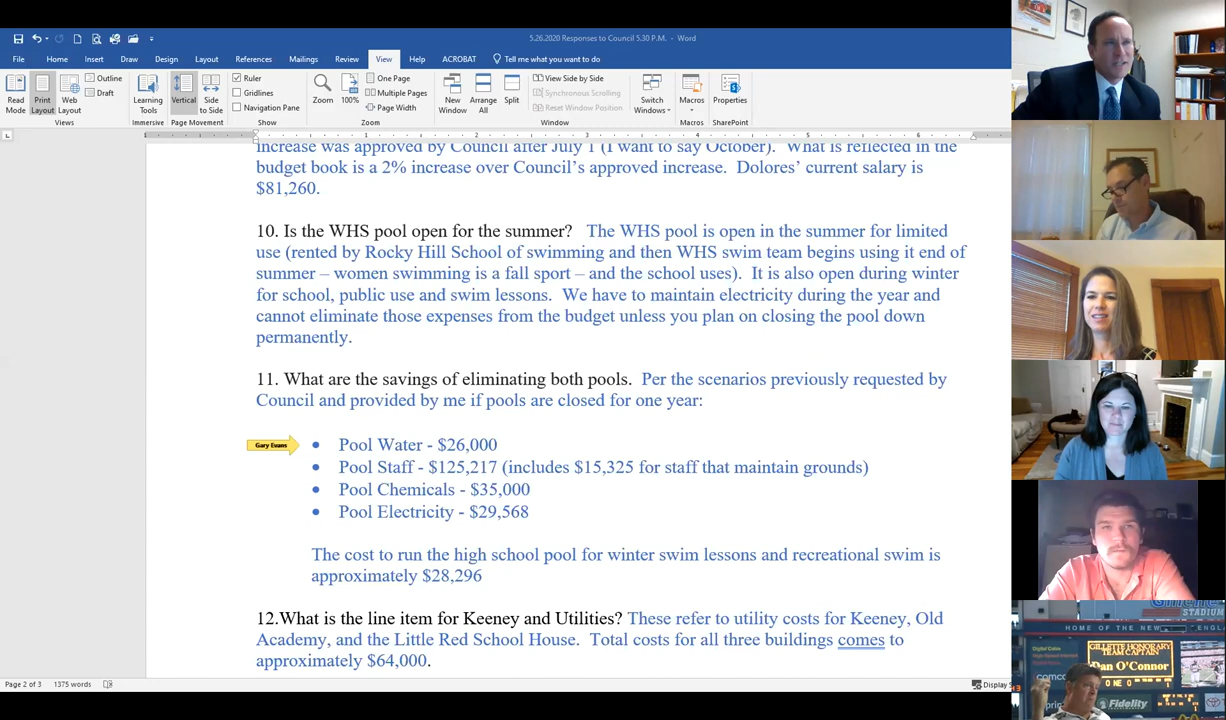 5.26.2020 Responses to Council 5.30 P.M. - Word
File Home Insert Draw Design Layout References Mailings Review View Help ACROBAT Tell me what you want to do
Read Mode
Print Layout
Web Layout
Outline
Draft
Views
Learning Tools
Immersive
Vertical
Side to Side
Page Movement
Ruler
Gridlines
Navigation Pane
Show
Zoom
100%
One Page
Multiple Pages
Page Width
Zoom
New Window
Arrange All
Split
View Side by Side
Synchronous Scrolling
Reset Window Position
Window
Switch Windows
Macros
Macros
Properties
SharePoint
increase was approved by Council after July 1 (I want to say October). What is reflected in the
budget book is a 2% increase over Council's approved increase. Dolores' current salary is
$81,260.
10. Is the WHS pool open for the summer? The WHS pool is open in the summer for limited
use (rented by Rocky Hill School of swimming and then WHS swim team begins using it end of
summer – women swimming is a fall sport – and the school uses). It is also open during winter
for school, public use and swim lessons. We have to maintain electricity during the year and
cannot eliminate those expenses from the budget unless you plan on closing the pool down
permanently.
11. What are the savings of eliminating both pools. Per the scenarios previously requested by
Council and provided by me if pools are closed for one year:
Gary Evans
• Pool Water - $26,000
• Pool Staff - $125,217 (includes $15,325 for staff that maintain grounds)
• Pool Chemicals - $35,000
• Pool Electricity - $29,568
The cost to run the high school pool for winter swim lessons and recreational swim is
approximately $28,296
12.What is the line item for Keeney and Utilities? These refer to utility costs for Keeney, Old
Academy, and the Little Red School House. Total costs for all three buildings comes to
approximately $64,000.
Page 2 of 3 1375 words
Display
Gillette
STADIUM
HOME OF THE NEW ENGL
GILLETTE HONORARY
TEAM CAPTAIN
Dan O'Connor
Fidelity